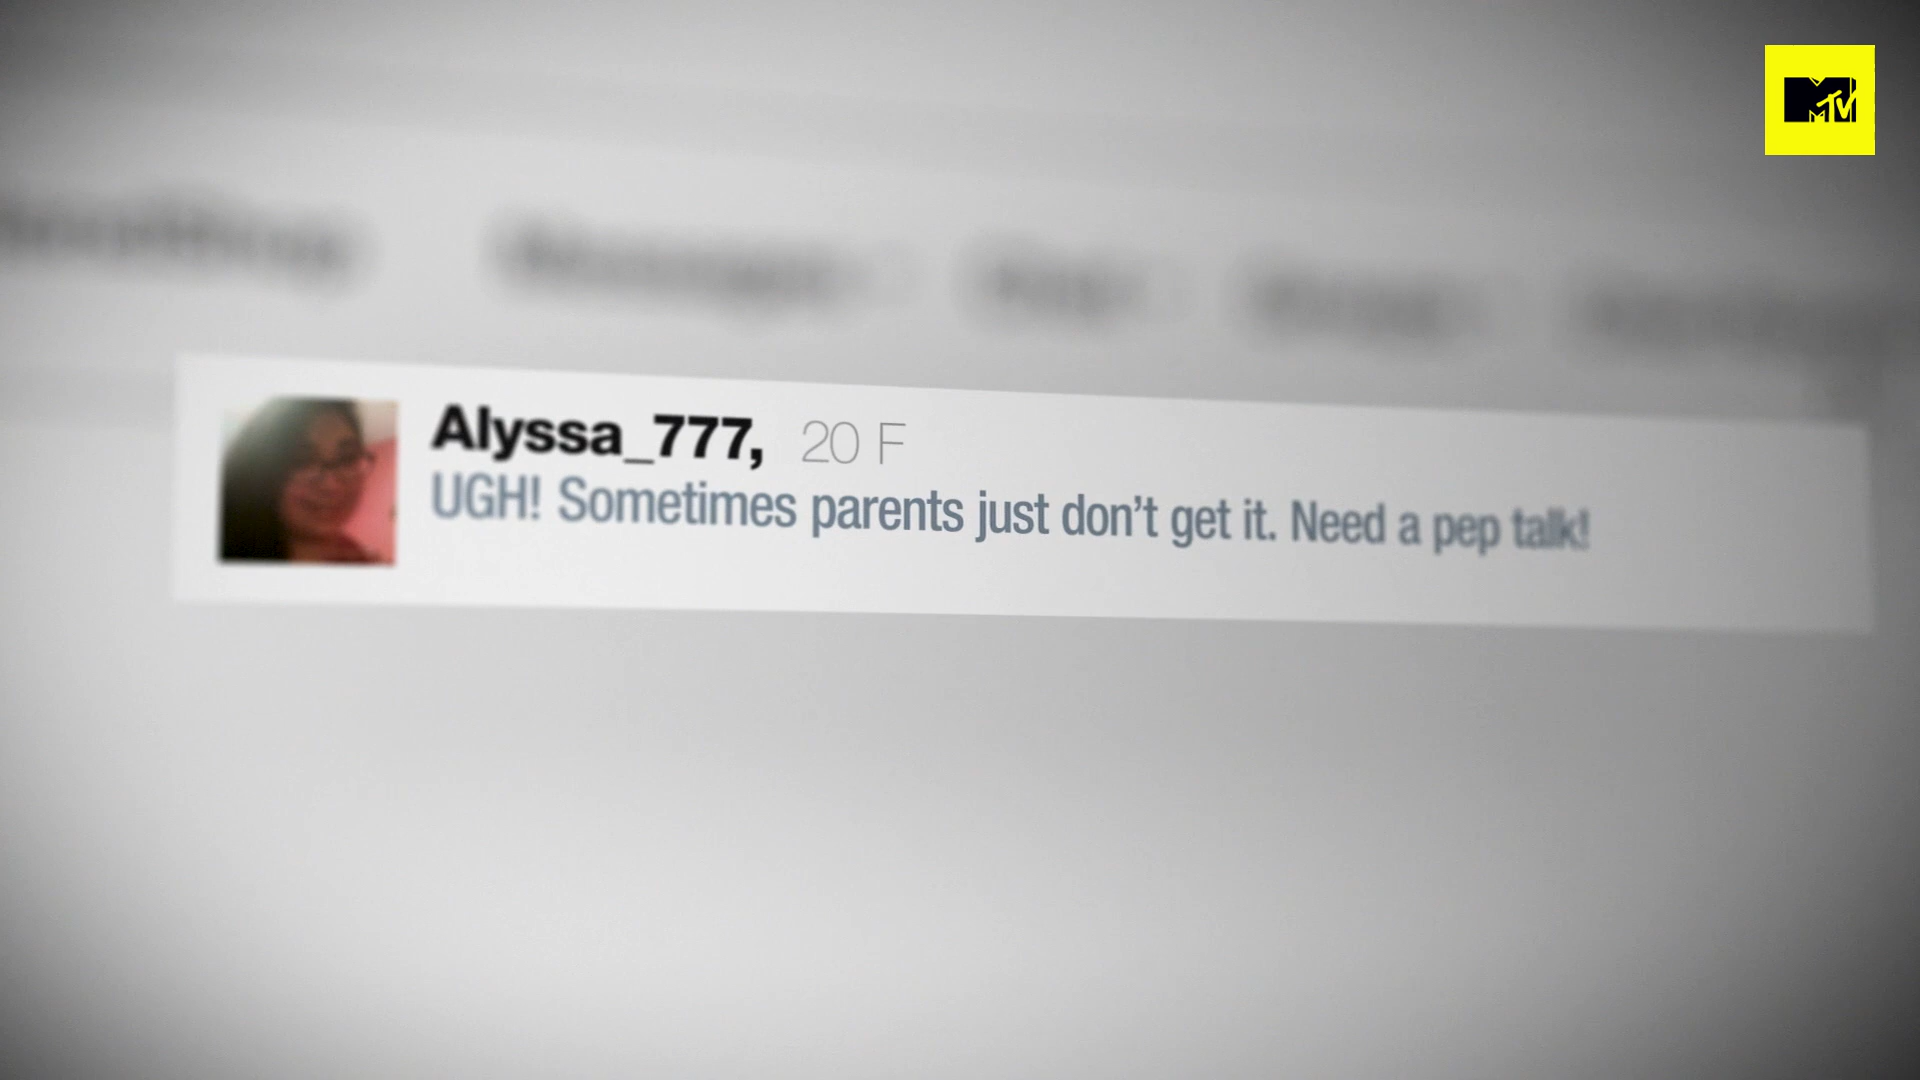 MTV
Alyssa_777, 20 F
UGH! Sometimes parents just don't get it. Need a pep talk!